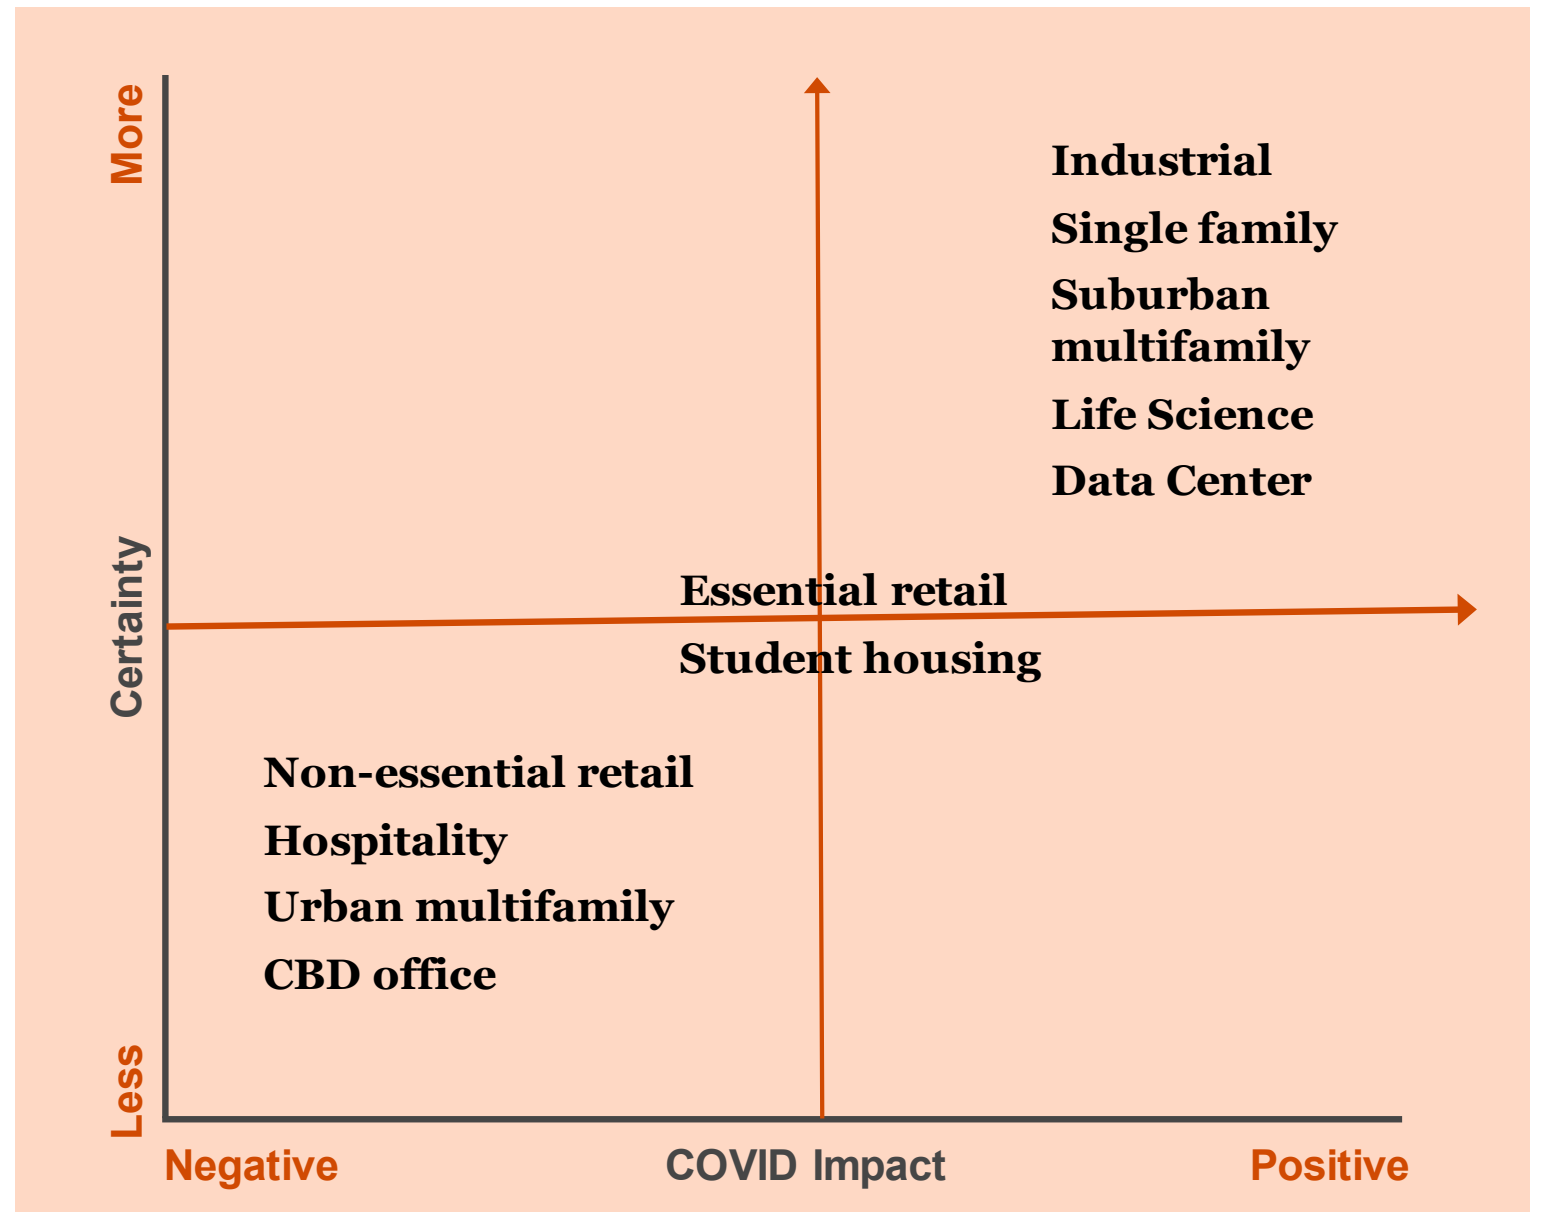 More
Industrial
Single family
Suburban
multifamily
Life Science
Data Center
Certainty
Essential retail
Student housing
Non-essential retail
Hospitality
Urban multifamily
CBD office
Less
Negative
COVID Impact
Positive